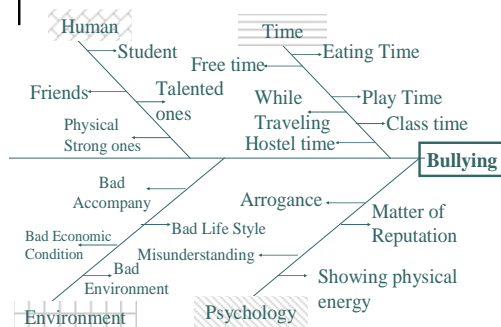 Human
Time
Student
Eating Time
Free time
Friends
Talented
ones
While
Traveling
Play Time
Physical
Strong ones
Class time
Hostel time
Bullying
Bad
Accompany
Arrogance
Matter of
Reputation
Bad Life Style
Bad Economic
Condition
Misunderstanding
Bad
Environment
Showing physical
energy
Environment
Psychology